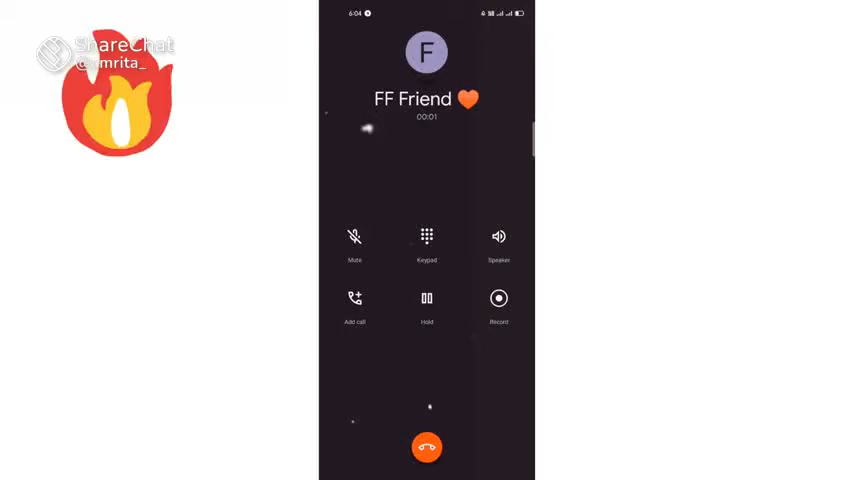 ShareChat
6:04
F
FF Friend 🧡
00:01
Mute
Keypad
Speaker
Add call
Hold
Record